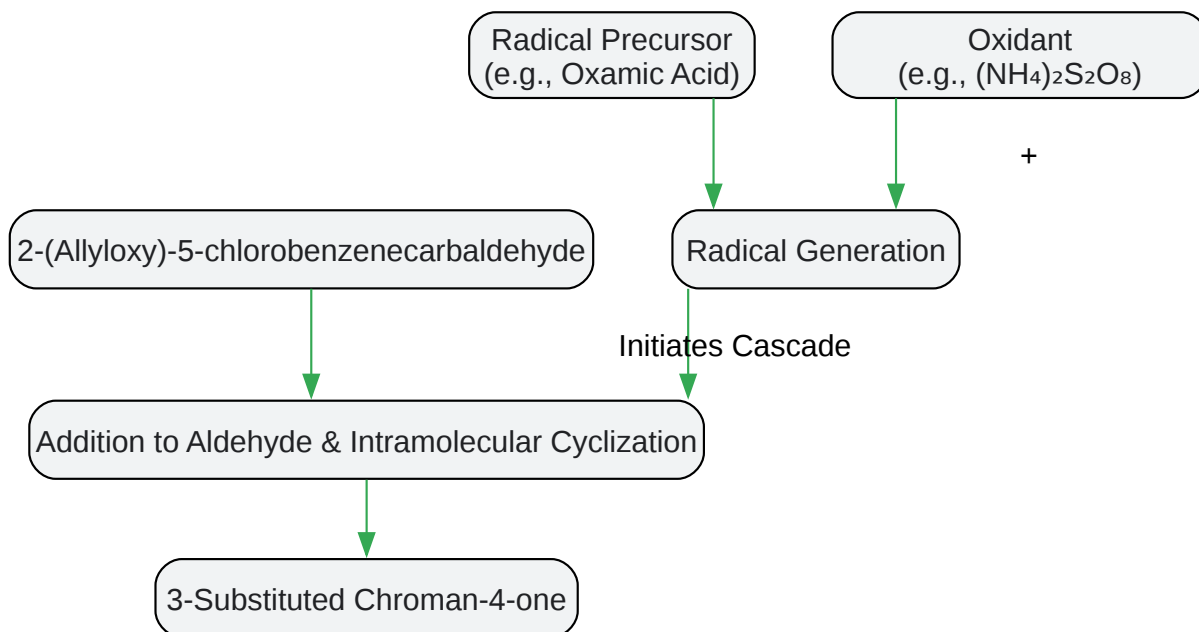 Radical Precursor
(e.g., Oxamic Acid)
Oxidant
(e.g., (NH₄)₂S₂O₈)
+
2-(Allyloxy)-5-chlorobenzenecarbaldehyde
Radical Generation
Initiates Cascade
Addition to Aldehyde & Intramolecular Cyclization
3-Substituted Chroman-4-one